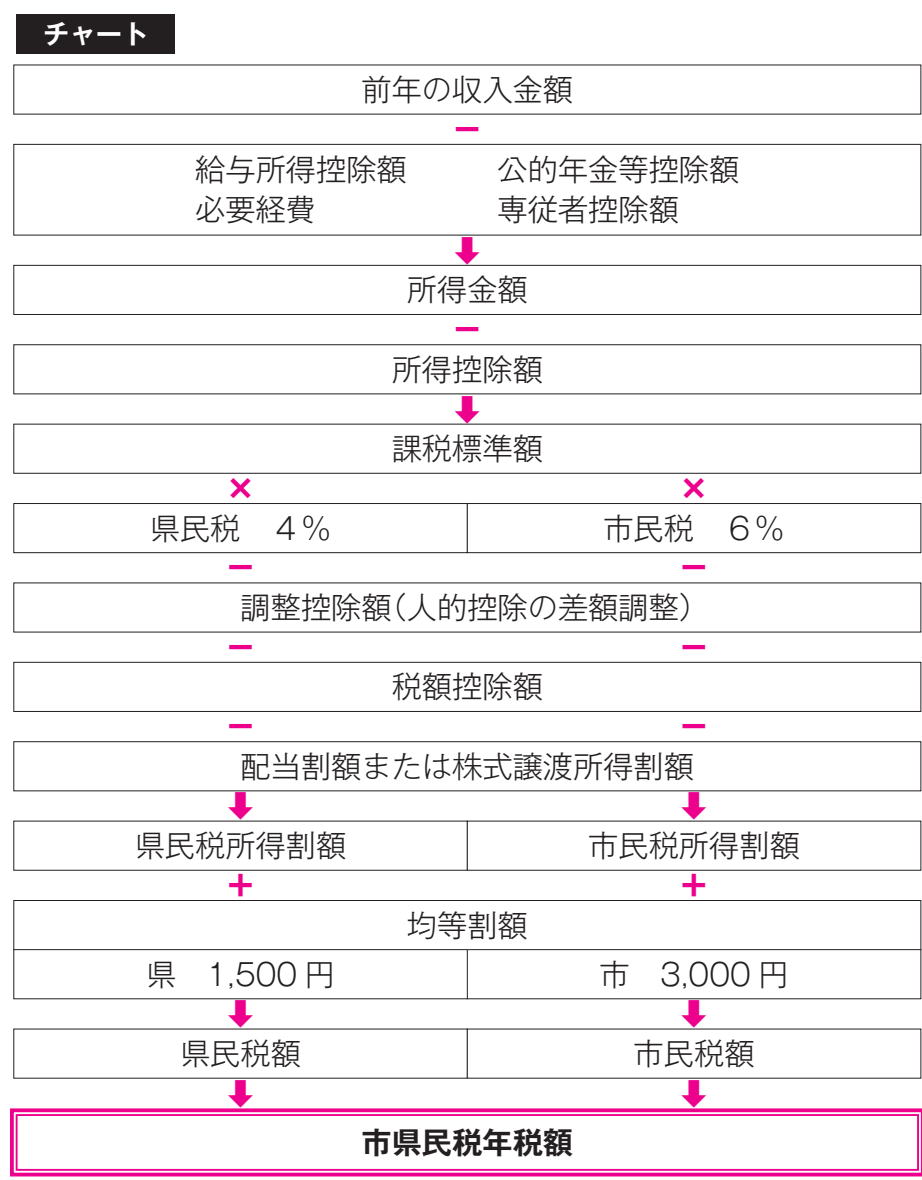 チャート
前年の収入金額
−
給与所得控除額　公的年金等控除額
必要経費　専従者控除額
所得金額
−
所得控除額
課税標準額
×　×
県民税　4％　市民税　6％
−　−
調整控除額(人的控除の差額調整)
−　−
税額控除額
−　−
配当割額または株式譲渡所得割額
県民税所得割額　市民税所得割額
+　+
均等割額
県　1,500円　市　3,000円
県民税額　市民税額
市県民税年税額